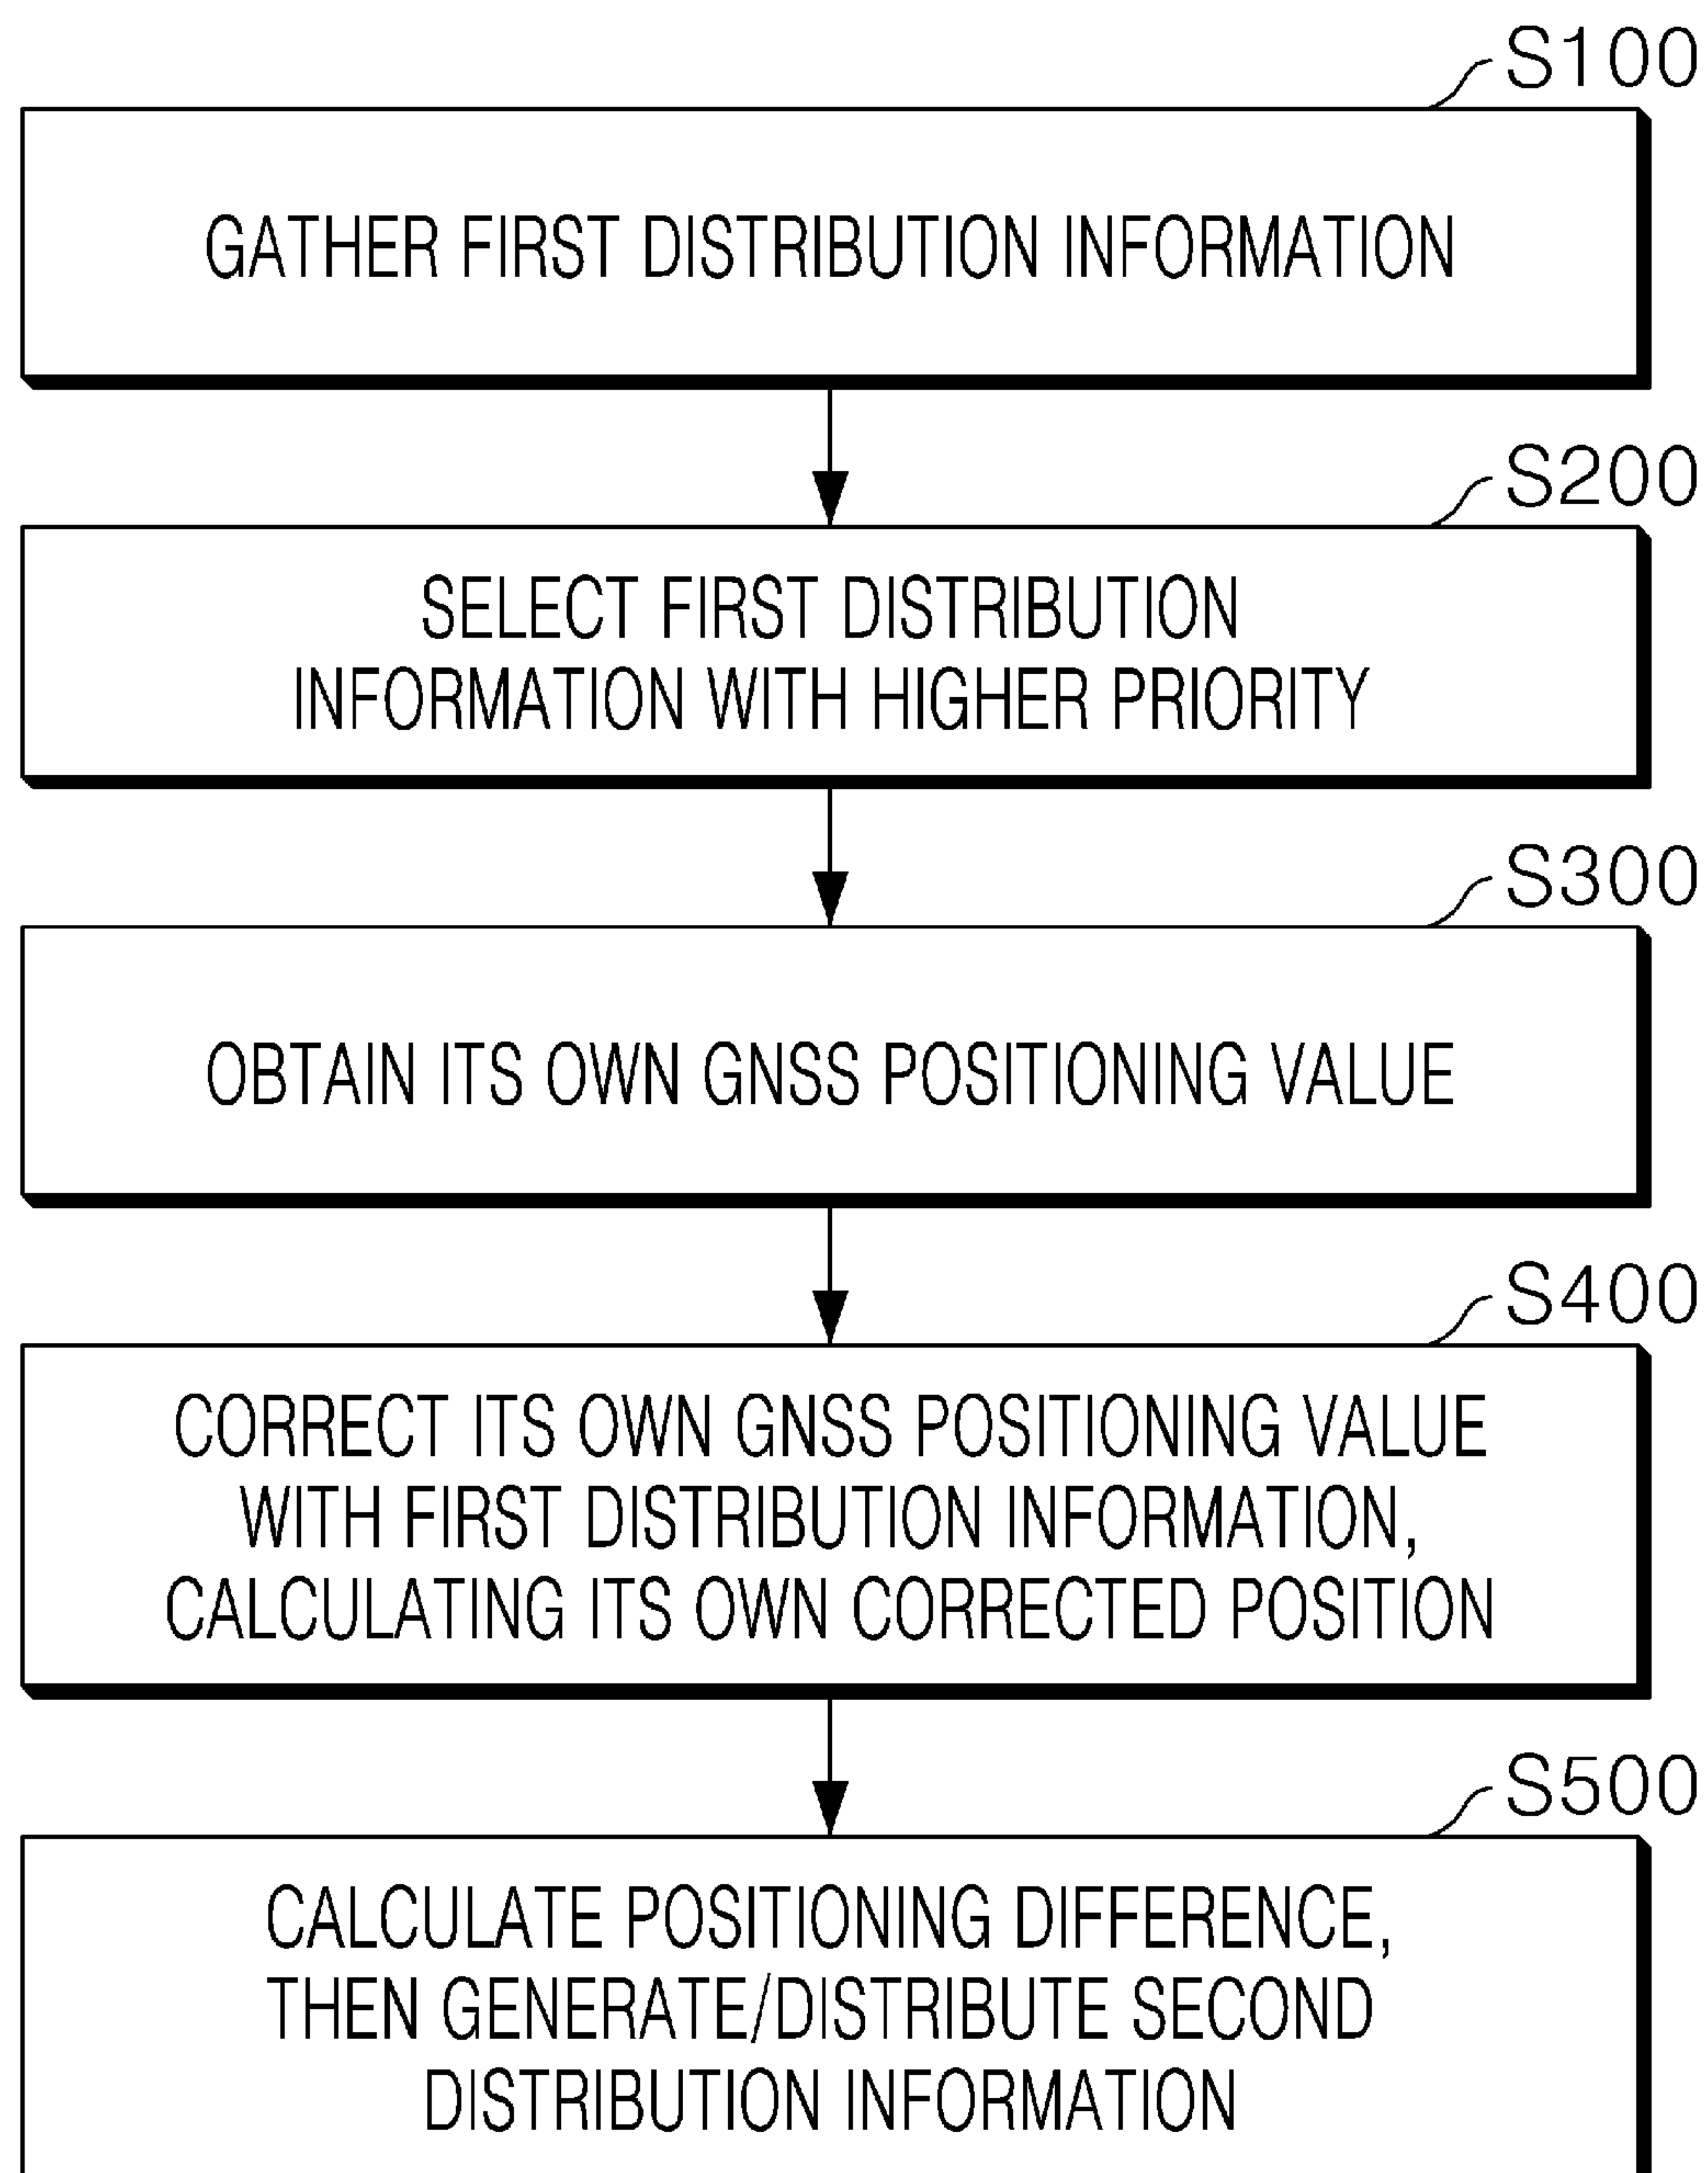 S100
GATHER FIRST DISTRIBUTION INFORMATION
S200
SELECT FIRST DISTRIBUTION
INFORMATION WITH HIGHER PRIORITY
S300
OBTAIN ITS OWN GNSS POSITIONING VALUE
S400
CORRECT ITS OWN GNSS POSITIONING VALUE
WITH FIRST DISTRIBUTION INFORMATION,
CALCULATING ITS OWN CORRECTED POSITION
S500
CALCULATE POSITIONING DIFFERENCE,
THEN GENERATE/DISTRIBUTE SECOND
DISTRIBUTION INFORMATION